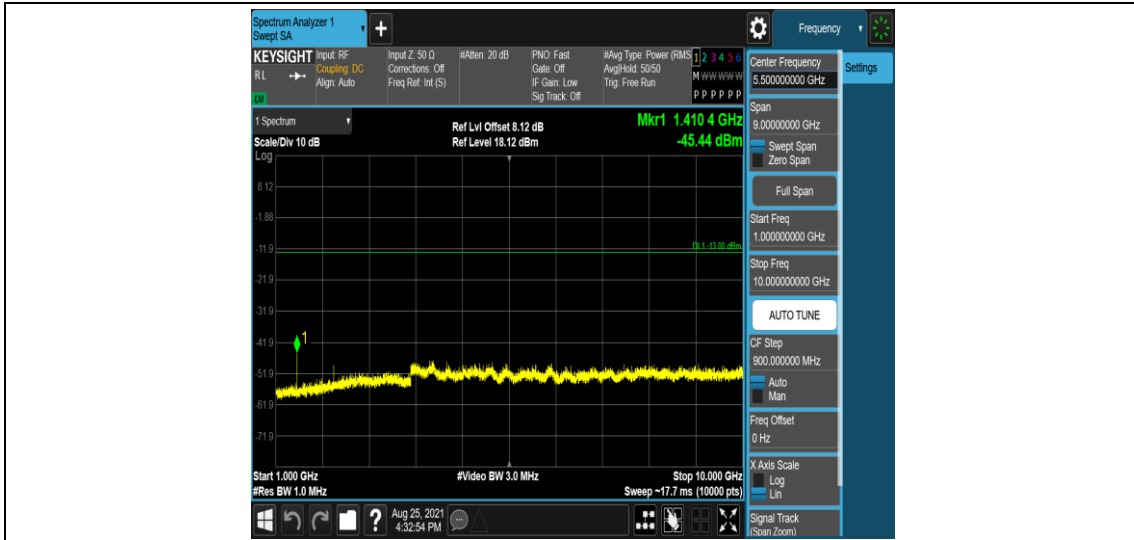 Spectrum Analyzer 1
Swept SA
+
Frequency
KEYSIGHT
RL
Input: RF
Coupling: DC
Align: Auto
Input Z: 50 Ω
Corrections: Off
Freq Ref: Int (S)
#Atten: 20 dB
PNO: Fast
Gate: Off
IF Gain: Low
Sig Track: Off
#Avg Type: Power (RMS
Avg|Hold: 50/50
Trig: Free Run
1 2 3 4 5 6
M W W W W W
P P P P P P
1 Spectrum
Scale/Div 10 dB
Log
Ref Lvl Offset 8.12 dB
Ref Level 18.12 dBm
Mkr1 1.410 4 GHz
-45.44 dBm
8.12
-1.88
-11.9
DL1 -13.00 dBm
-21.9
-31.9
-41.9
1
-51.9
-61.9
-71.9
Start 1.000 GHz
#Res BW 1.0 MHz
#Video BW 3.0 MHz
Stop 10.000 GHz
Sweep ~17.7 ms (10000 pts)
?
Aug 25, 2021
4:32:54 PM
Center Frequency
5.500000000 GHz
Settings
Span
9.00000000 GHz
Swept Span
Zero Span
Full Span
Start Freq
1.000000000 GHz
Stop Freq
10.000000000 GHz
AUTO TUNE
CF Step
900.000000 MHz
Auto
Man
Freq Offset
0 Hz
X Axis Scale
Log
Lin
Signal Track
(Span Zoom)